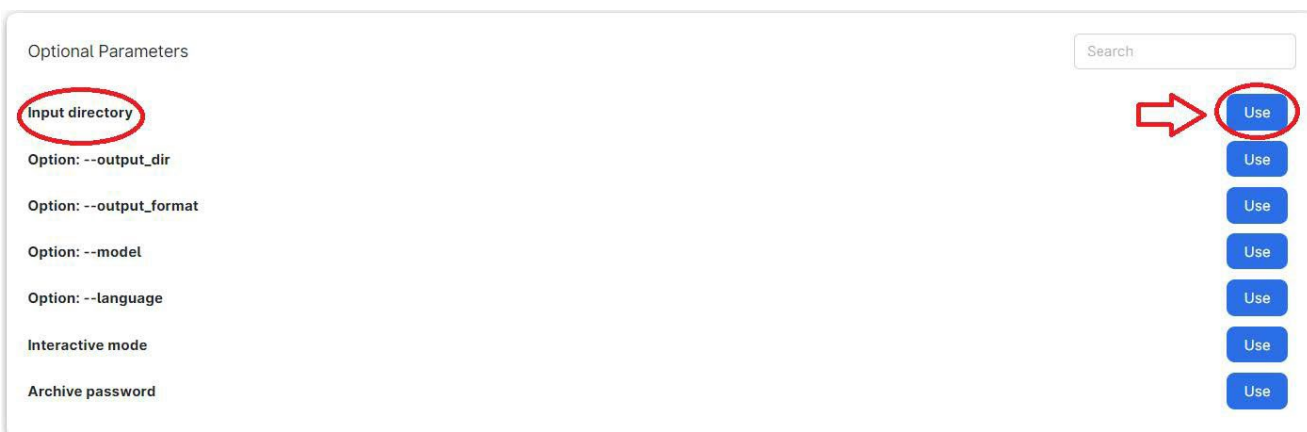 Optional Parameters Search
Input directory Use
Option: --output_dir Use
Option: --output_format Use
Option: --model Use
Option: --language Use
Interactive mode Use
Archive password Use